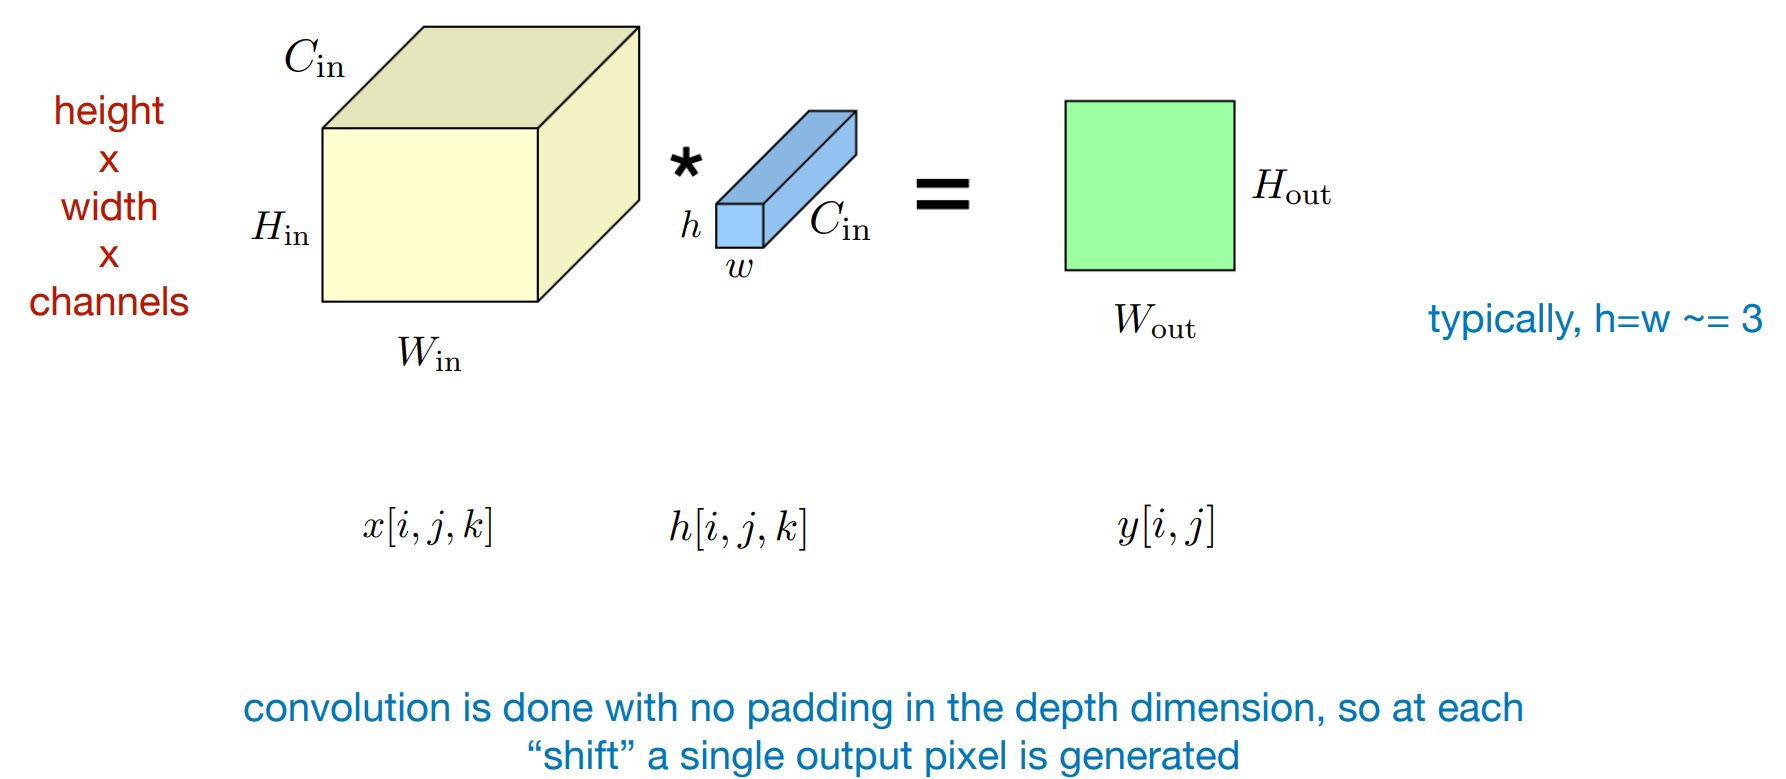 height
x
width
x
channels
C_in
H_in
W_in
*
h
w
C_in
=
H_out
W_out
typically, h=w ~= 3
x[i, j, k]
h[i, j, k]
y[i, j]
convolution is done with no padding in the depth dimension, so at each
“shift” a single output pixel is generated